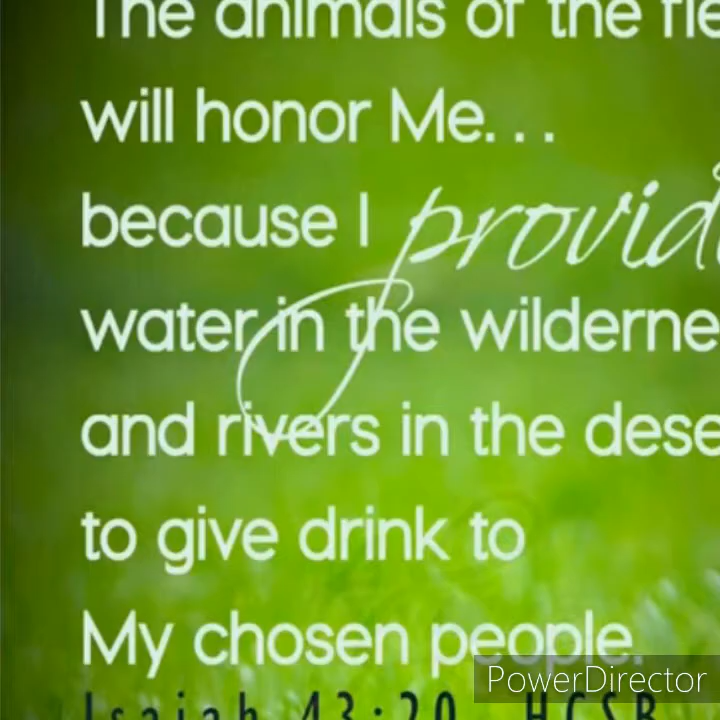 The animals of the fie
will honor Me...
because I provid
water in the wilderne
and rivers in the dese
to give drink to
My chosen people.
Isaiah 43:20 HCSB
PowerDirector